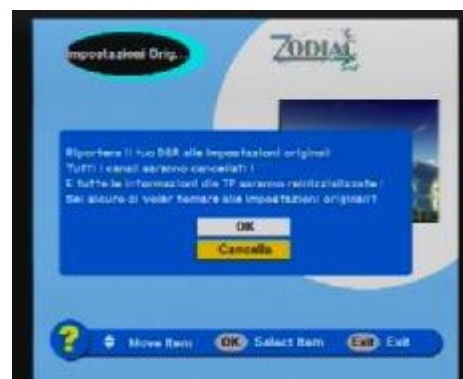 Impostazioni Orig...
ZODIAC
Riportare il tuo DSR alle impostazioni originali
Tutti i canali saranno cancellati !
E tutte le informazioni die TP saranno reinizializzate !
Sei sicuro di voler tornare alle impostazioni originali?
OK
Cancella
? Move Item OK Select Item Exit Exit